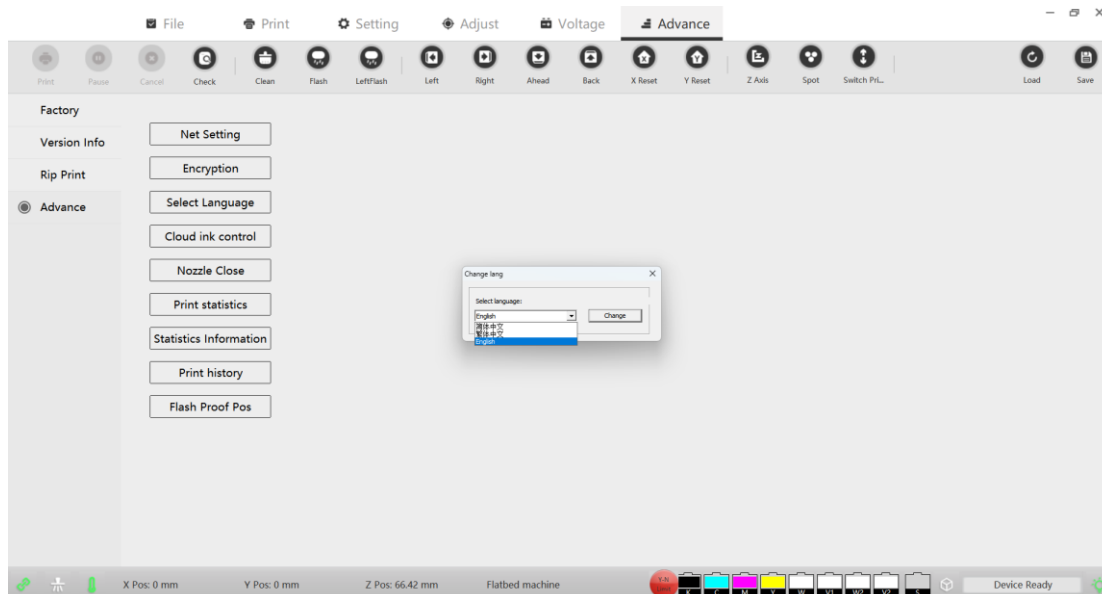 File Print Setting Adjust Voltage Advance
Print Pause Cancel Check Clean Flash LeftFlash Left Right Ahead Back X Reset Y Reset Z Axis Spot Switch Pri... Load Save
Factory
Version Info
Rip Print
Advance
Net Setting
Encryption
Select Language
Cloud ink control
Nozzle Close
Print statistics
Statistics Information
Print history
Flash Proof Pos
Change lang
Select language:
English Change
简体中文
繁体中文
English
X Pos: 0 mm Y Pos: 0 mm Z Pos: 66.42 mm Flatbed machine K C M Y W V1 W2 V2 S Device Ready